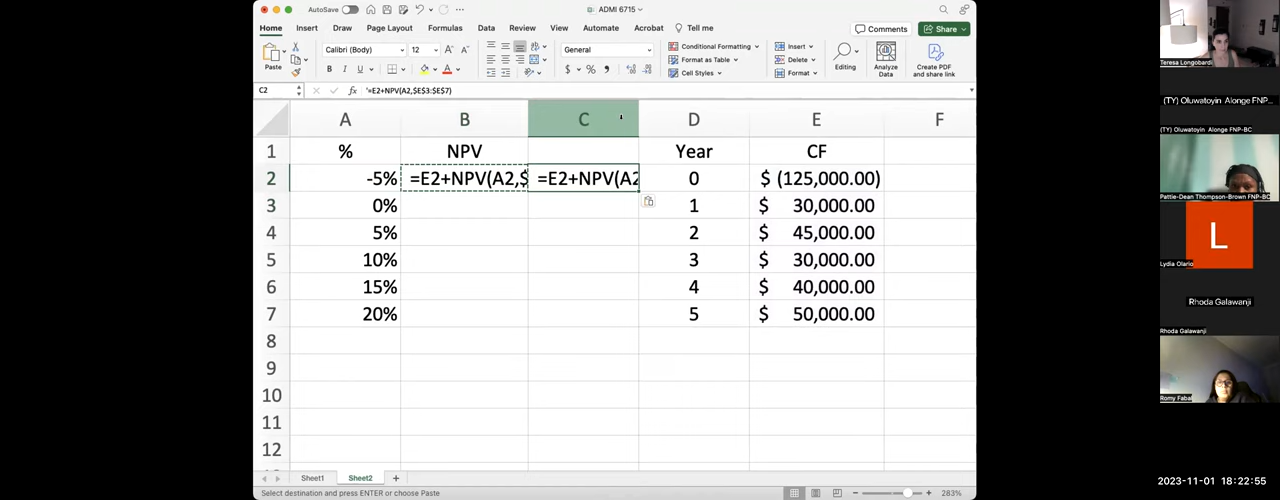 AutoSave
ADMI 6715
Home Insert Draw Page Layout Formulas Data Review View Automate Acrobat Tell me Comments Share
Paste
Calibri (Body) 12
General
Conditional Formatting
Format as Table
Cell Styles
Insert
Delete
Format
Editing
Analyze Data
Create PDF and share link
C2 fx '=E2+NPV(A2,$E$3:$E$7)
A B C D E F
1 % NPV Year CF
2 -5% =E2+NPV(A2,$ =E2+NPV(A2 0 $ (125,000.00)
3 0% 1 $ 30,000.00
4 5% 2 $ 45,000.00
5 10% 3 $ 30,000.00
6 15% 4 $ 40,000.00
7 20% 5 $ 50,000.00
8
9
10
11
12
Sheet1 Sheet2 +
Select destination and press ENTER or choose Paste 283%
Teresa Longobardi
(TY) Oluwatoyin Alonge FNP-BC
(TY) Oluwatoyin Alonge FNP-BC
Pattie-Dean Thompson-Brown FNP-BC
L
Lydia Olario
Rhoda Galawanji
Rhoda Galawanji
Romy Fabal
2023-11-01 18:22:55